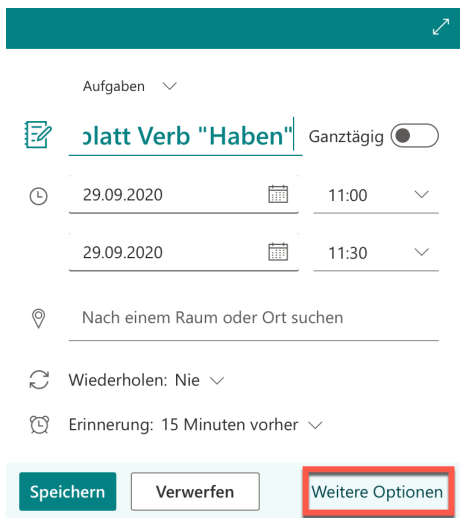 Aufgaben
blatt Verb "Haben" Ganztägig
29.09.2020 11:00
29.09.2020 11:30
Nach einem Raum oder Ort suchen
Wiederholen: Nie
Erinnerung: 15 Minuten vorher
Speichern Verwerfen Weitere Optionen